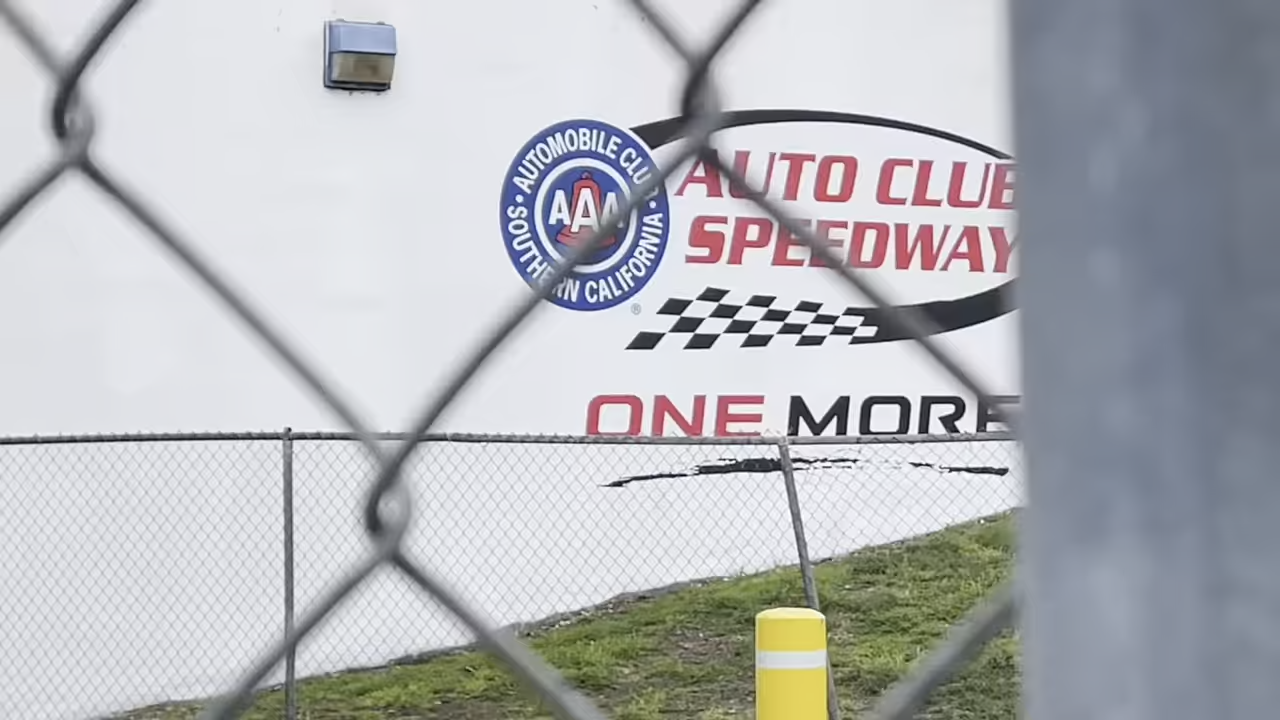 AUTOMOBILE CLUB
SOUTHERN CALIFORNIA
AAA
®
AUTO CLUB
SPEEDWAY
ONE MORE